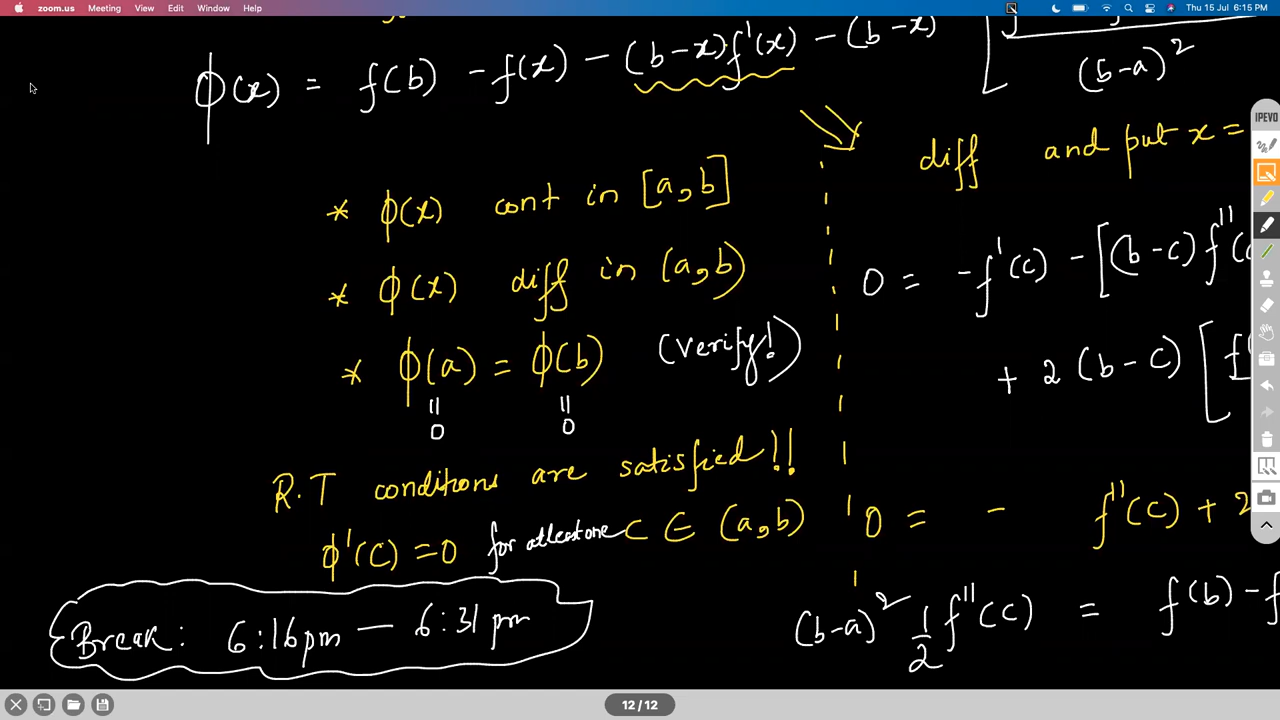 zoom.us Meeting View Edit Window Help Thu 15 Jul 6:15 PM
ϕ(x) = f(b) - f(x) - (b-x)f'(x) - (b-x)
(b-a)²
diff and put x =
* ϕ(x) cont in [a,b]
* ϕ(x) diff in (a,b)
0 = -f'(c) - [(b-c)f''(c
* ϕ(a) = ϕ(b) (Verify!)
= 0 = 0
+ 2 (b-c) [f
R.T conditions are satisfied!!
ϕ'(c) = 0 for atleast one c ∈ (a,b)
0 = - f''(c) + 2
Break: 6:16pm — 6:31pm
(b-a)² 1/2 f''(c) = f(b) - f
IPEVO
12 / 12